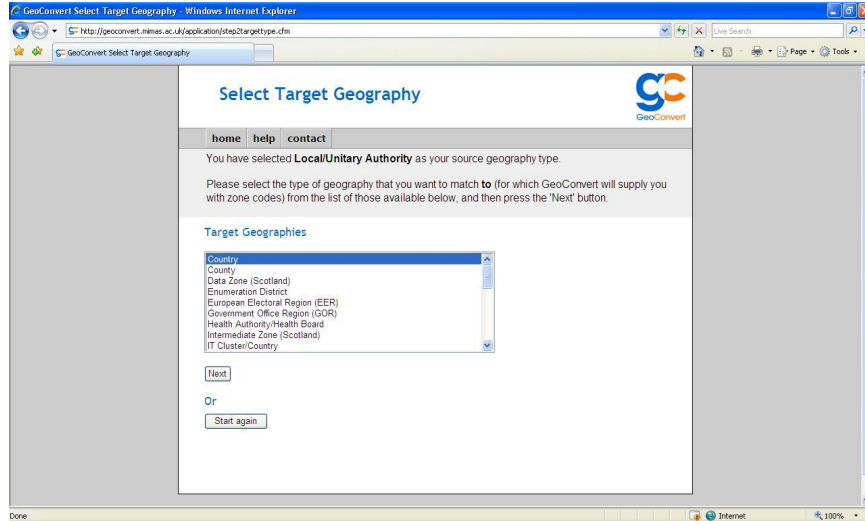 GeoConvert Select Target Geography - Windows Internet Explorer
http://geoconvert.mimas.ac.uk/application/step2targettype.cfm
Live Search
GeoConvert Select Target Geography
Page
Tools
Select Target Geography
GeoConvert
home help contact
You have selected Local/Unitary Authority as your source geography type.
Please select the type of geography that you want to match to (for which GeoConvert will supply you
with zone codes) from the list of those available below, and then press the 'Next' button.
Target Geographies
Country
County
Data Zone (Scotland)
Enumeration District
European Electoral Region (EER)
Government Office Region (GOR)
Health Authority/Health Board
Intermediate Zone (Scotland)
IT Cluster/Country
Next
Or
Start again
Done
Internet
100%